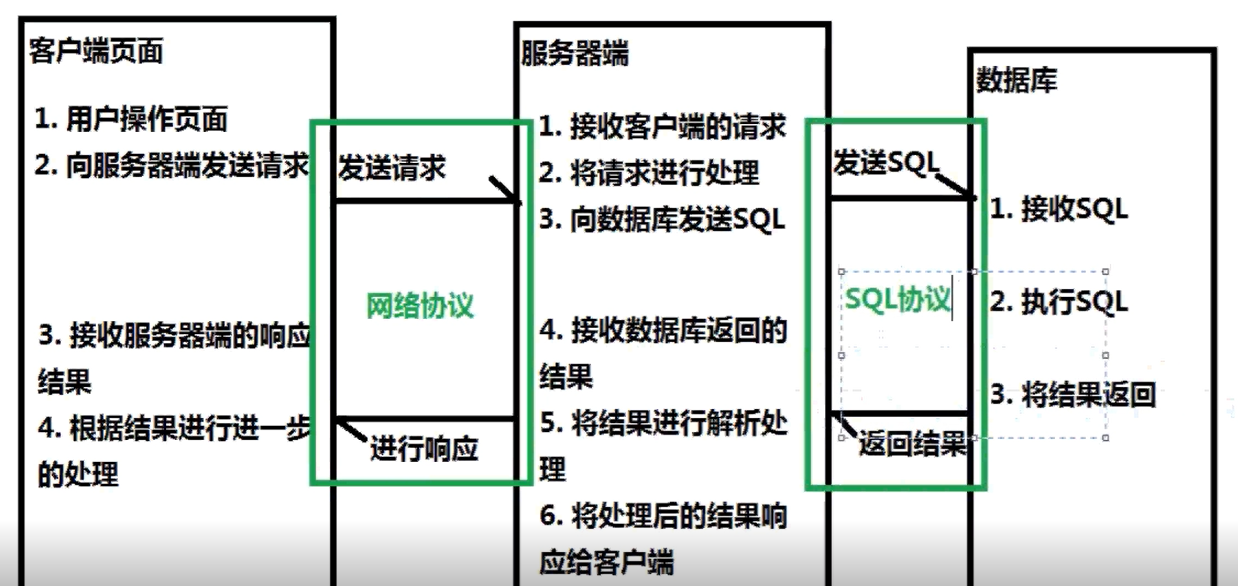 客户端页面
1. 用户操作页面
2. 向服务器端发送请求
3. 接收服务器端的响应
结果
4. 根据结果进行进一步
的处理
发送请求
网络协议
进行响应
服务器端
1. 接收客户端的请求
2. 将请求进行处理
3. 向数据库发送SQL
4. 接收数据库返回的
结果
5. 将结果进行解析处
理
6. 将处理后的结果响
应给客户端
发送SQL
SQL协议
返回结果
数据库
1. 接收SQL
2. 执行SQL
3. 将结果返回